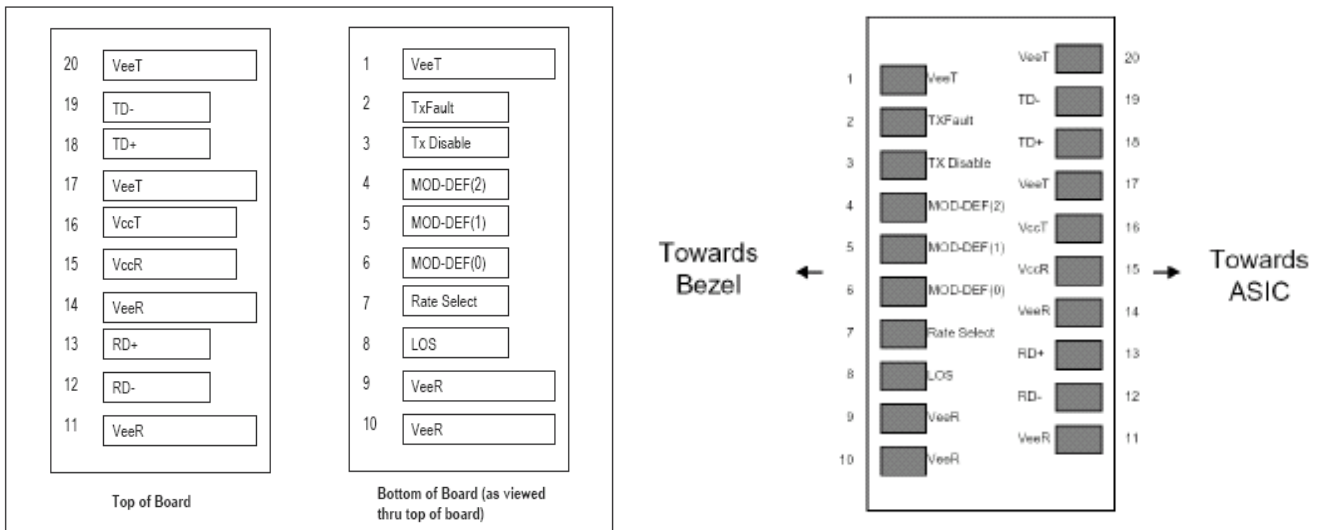 20 VeeT
19 TD-
18 TD+
17 VeeT
16 VccT
15 VccR
14 VeeR
13 RD+
12 RD-
11 VeeR
Top of Board
1 VeeT
2 TxFault
3 Tx Disable
4 MOD-DEF(2)
5 MOD-DEF(1)
6 MOD-DEF(0)
7 Rate Select
8 LOS
9 VeeR
10 VeeR
Bottom of Board (as viewed
thru top of board)
Towards
Bezel
1 VeeT
2 TXFault
3 TX Disable
4 MOD-DEF(2)
5 MOD-DEF(1)
6 MOD-DEF(0)
7 Rate Select
8 LOS
9 VeeR
10 VeeR
VeeT 20
TD- 19
TD+ 18
VeeT 17
VccT 16
VccR 15
VeeR 14
RD+ 13
RD- 12
VeeR 11
Towards
ASIC